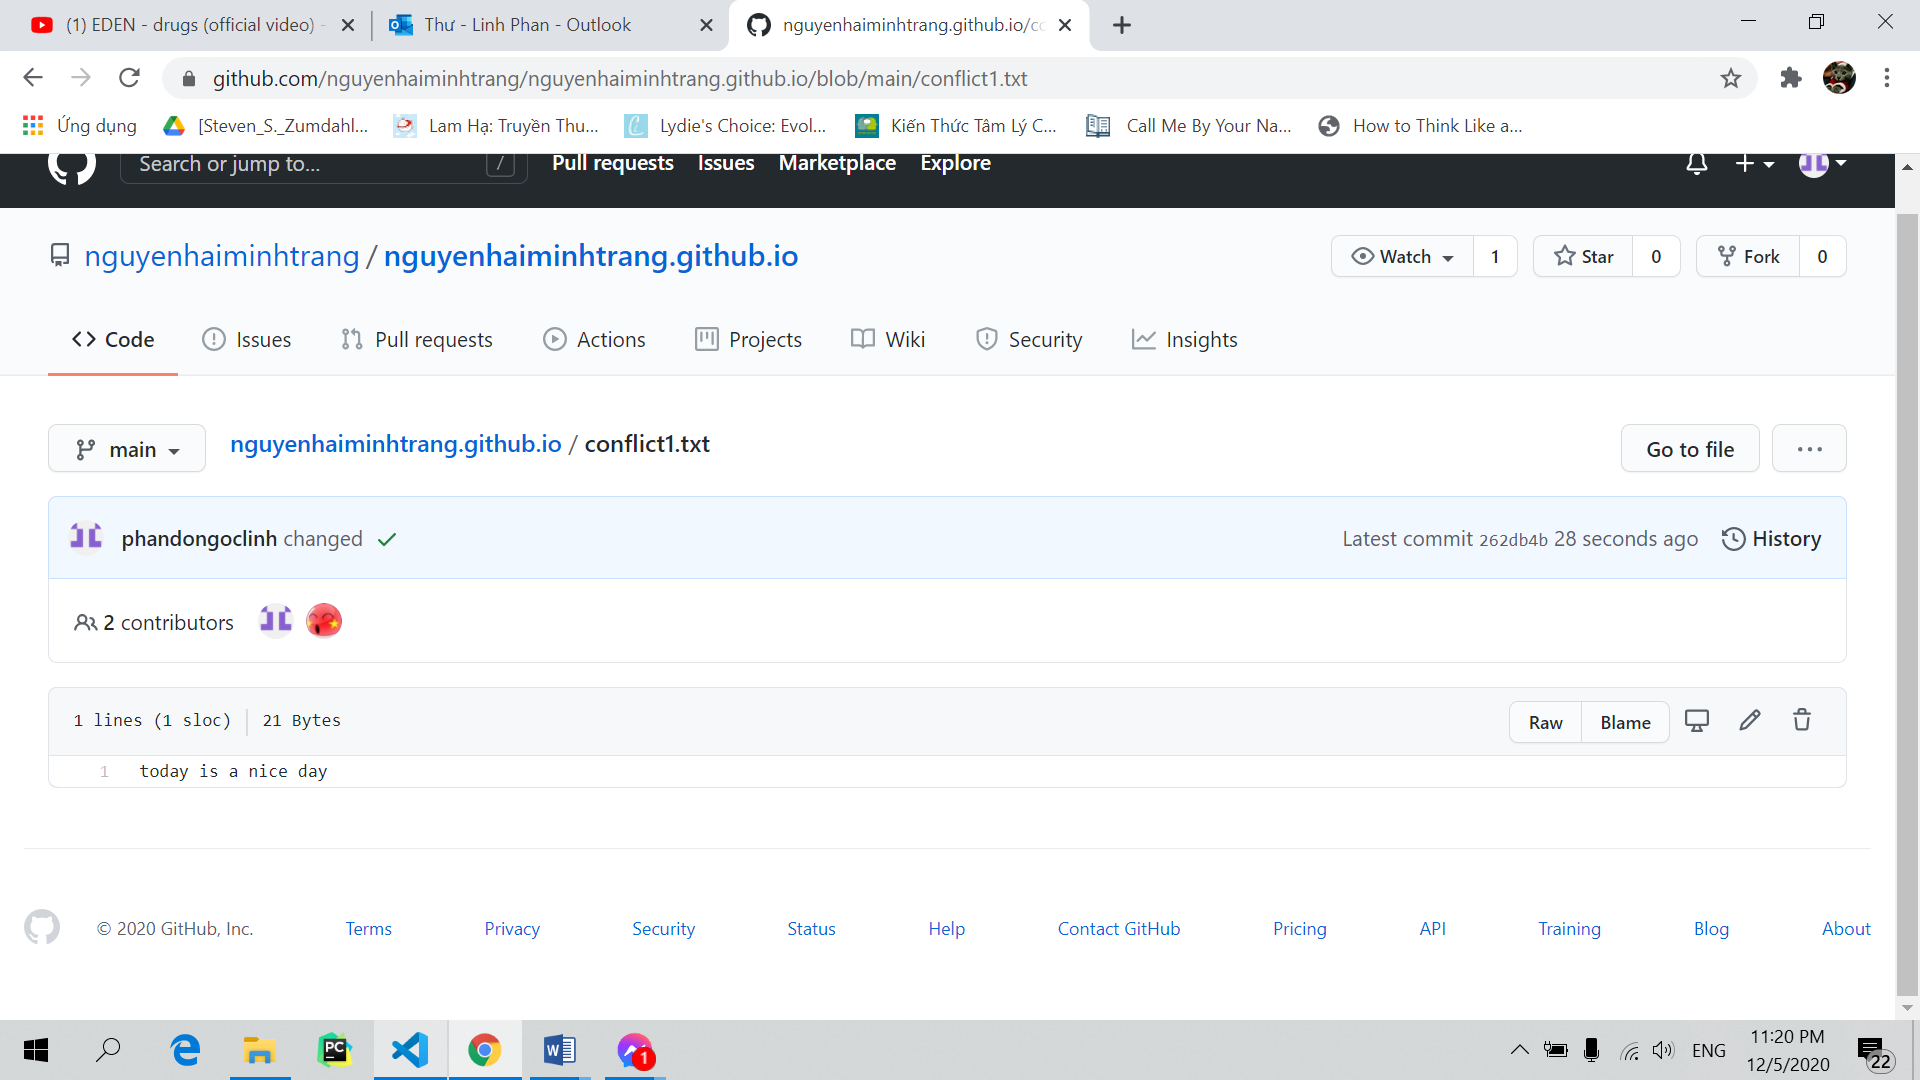 (1) EDEN - drugs (official video) -
Thư - Linh Phan - Outlook
nguyenhaiminhtrang.github.io/co
github.com/nguyenhaiminhtrang/nguyenhaiminhtrang.github.io/blob/main/conflict1.txt
Ứng dụng
[Steven_S._Zumdahl...
Lam Hạ: Truyền Thu...
Lydie's Choice: Evol...
Kiến Thức Tâm Lý C...
Call Me By Your Na...
How to Think Like a...
Search or jump to...
/
Pull requests
Issues
Marketplace
Explore
nguyenhaiminhtrang / nguyenhaiminhtrang.github.io
Watch 1
Star 0
Fork 0
Code
Issues
Pull requests
Actions
Projects
Wiki
Security
Insights
main
nguyenhaiminhtrang.github.io / conflict1.txt
Go to file
phandongoclinh changed
Latest commit 262db4b 28 seconds ago
History
2 contributors
1 lines (1 sloc)
21 Bytes
Raw
Blame
1 today is a nice day
© 2020 GitHub, Inc.
Terms
Privacy
Security
Status
Help
Contact GitHub
Pricing
API
Training
Blog
About
PC
1
ENG
11:20 PM
12/5/2020
22